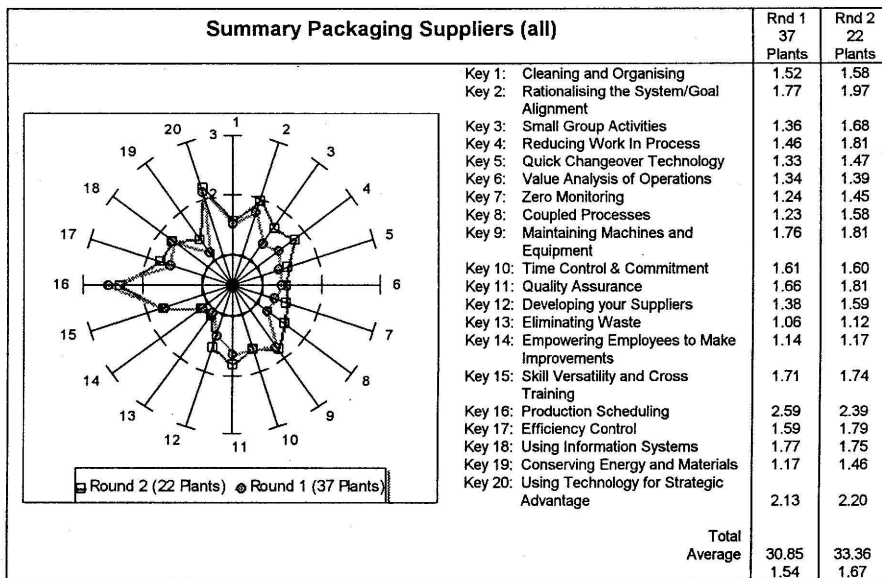 Summary Packaging Suppliers (all)
Rnd 1 Rnd 2
37 22
Plants Plants
Key 1: Cleaning and Organising 1.52 1.58
Key 2: Rationalising the System/Goal 1.77 1.97
Alignment
Key 3: Small Group Activities 1.36 1.68
Key 4: Reducing Work In Process 1.46 1.81
Key 5: Quick Changeover Technology 1.33 1.47
Key 6: Value Analysis of Operations 1.34 1.39
Key 7: Zero Monitoring 1.24 1.45
Key 8: Coupled Processes 1.23 1.58
Key 9: Maintaining Machines and 1.76 1.81
Equipment
Key 10: Time Control & Commitment 1.61 1.60
Key 11: Quality Assurance 1.66 1.81
Key 12: Developing your Suppliers 1.38 1.59
Key 13: Eliminating Waste 1.06 1.12
Key 14: Empowering Employees to Make 1.14 1.17
Improvements
Key 15: Skill Versatility and Cross 1.71 1.74
Training
Key 16: Production Scheduling 2.59 2.39
Key 17: Efficiency Control 1.59 1.79
Key 18: Using Information Systems 1.77 1.75
Key 19: Conserving Energy and Materials 1.17 1.46
Key 20: Using Technology for Strategic
Advantage 2.13 2.20
Total
Average 30.85 33.36
1.54 1.67
1
20 3 2
19 3
2
18 4
17 5
16 6
15 7
14 8
13 9
12 10
11
Round 2 (22 Plants) Round 1 (37 Plants)